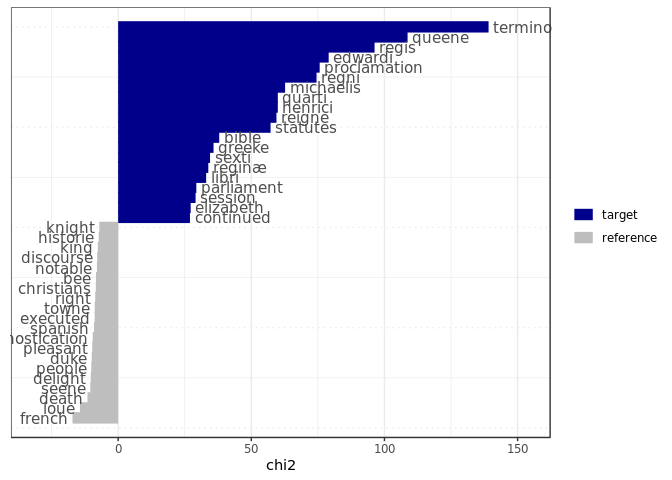 termino
queene
regis
edwardi
proclamation
regni
michaelis
quarti
henrici
reigne
statutes
bible
greeke
sexti
reginæ
libri
parliament
session
elizabeth
continued
knight
historie
king
discourse
notable
bee
christians
right
towne
executed
spanish
nostication
pleasant
duke
people
delight
seene
death
loue
french
target
reference
0 50 100 150
chi2